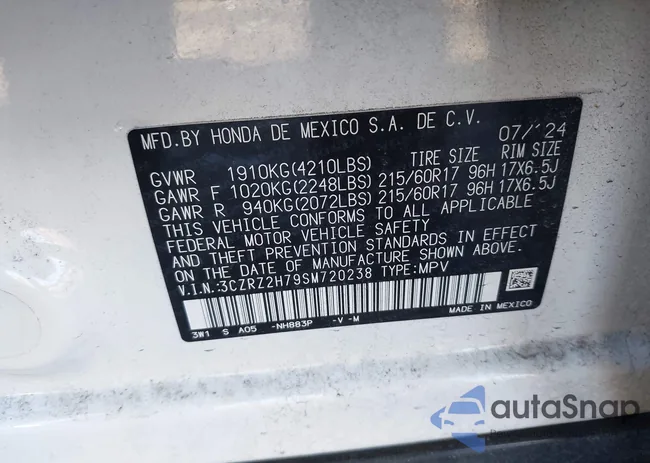 MFD.BY HONDA DE MEXICO S.A. DE C.V. 07/'24
GVWR 1910KG(4210LBS) TIRE SIZE RIM SIZE
GAWR F 1020KG(2248LBS) 215/60R17 96H 17X6.5J
GAWR R 940KG(2072LBS) 215/60R17 96H 17X6.5J
THIS VEHICLE CONFORMS TO ALL APPLICABLE
FEDERAL MOTOR VEHICLE SAFETY
AND THEFT PREVENTION STANDARDS IN EFFECT
ON THE DATE OF MANUFACTURE SHOWN ABOVE.
V.I.N.:3CZRZ2H79SM720238 TYPE:MPV
3W1 S A05 -NH883P -V-M MADE IN MEXICO
autaSnap